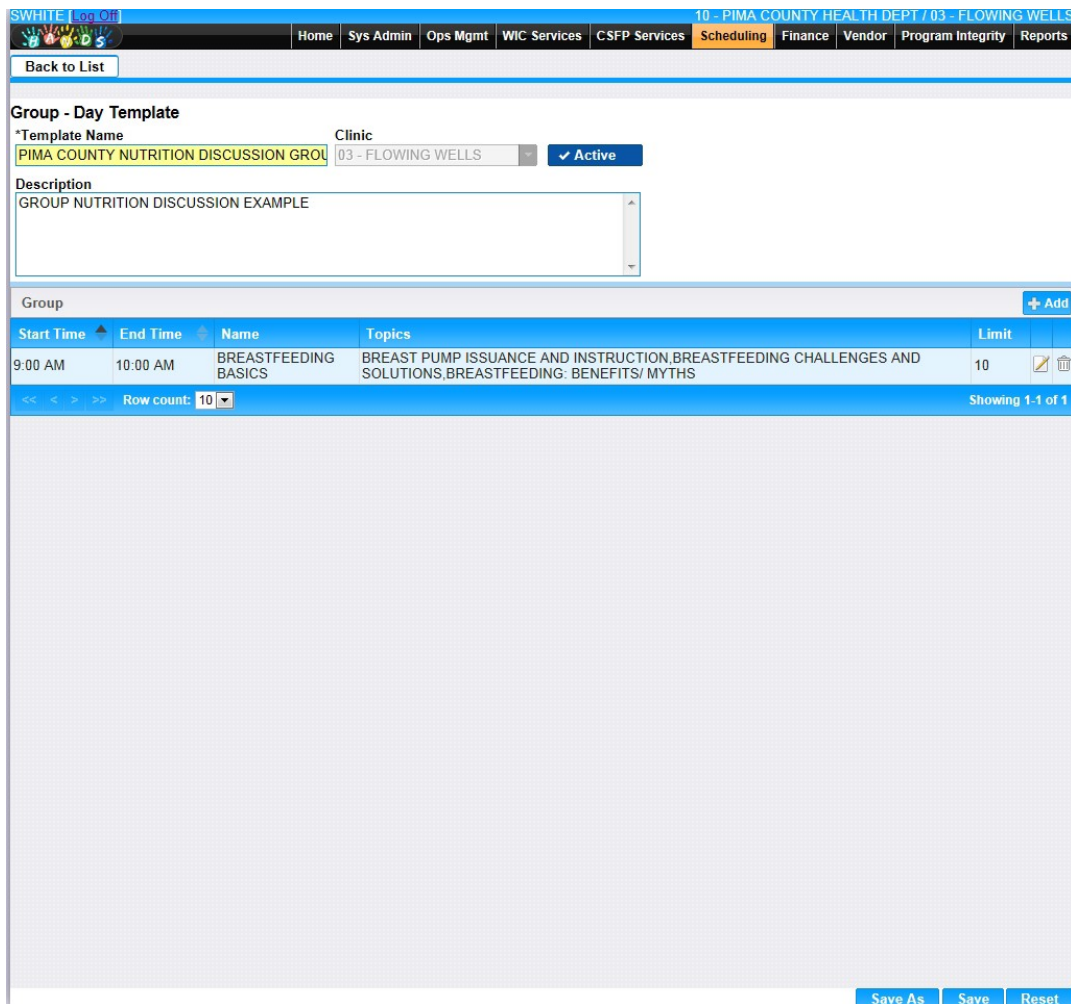 SWHITE [Log Off] 10 - PIMA COUNTY HEALTH DEPT / 03 - FLOWING WELLS
HANDS Home Sys Admin Ops Mgmt WIC Services CSFP Services Scheduling Finance Vendor Program Integrity Reports
Back to List
Group - Day Template
*Template Name Clinic
PIMA COUNTY NUTRITION DISCUSSION GROU 03 - FLOWING WELLS Active
Description
GROUP NUTRITION DISCUSSION EXAMPLE
Group + Add
Start Time End Time Name Topics Limit
9:00 AM 10:00 AM BREASTFEEDING BREAST PUMP ISSUANCE AND INSTRUCTION,BREASTFEEDING CHALLENGES AND 10
BASICS SOLUTIONS,BREASTFEEDING: BENEFITS/ MYTHS
<< < > >> Row count: 10 Showing 1-1 of 1
Save As Save Reset